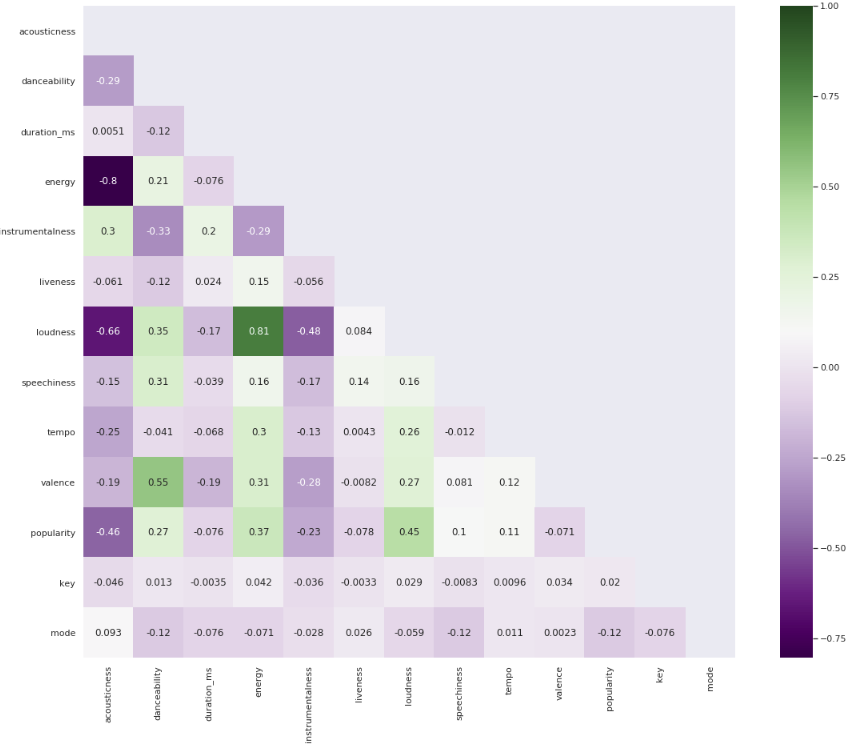 acousticness
danceability -0.29
duration_ms 0.0051 -0.12
energy -0.8 0.21 -0.076
instrumentalness 0.3 -0.33 0.2 -0.29
liveness -0.061 -0.12 0.024 0.15 -0.056
loudness -0.66 0.35 -0.17 0.81 -0.48 0.084
speechiness -0.15 0.31 -0.039 0.16 -0.17 0.14 0.16
tempo -0.25 -0.041 -0.068 0.3 -0.13 0.0043 0.26 -0.012
valence -0.19 0.55 -0.19 0.31 -0.28 -0.0082 0.27 0.081 0.12
popularity -0.46 0.27 -0.076 0.37 -0.23 -0.078 0.45 0.1 0.11 -0.071
key -0.046 0.013 -0.0035 0.042 -0.036 -0.0033 0.029 -0.0083 0.0096 0.034 0.02
mode 0.093 -0.12 -0.076 -0.071 -0.028 0.026 -0.059 -0.12 0.011 0.0023 -0.12 -0.076
acousticness
danceability
duration_ms
energy
instrumentalness
liveness
loudness
speechiness
tempo
valence
popularity
key
mode
1.00
0.75
0.50
0.25
0.00
−0.25
−0.50
−0.75